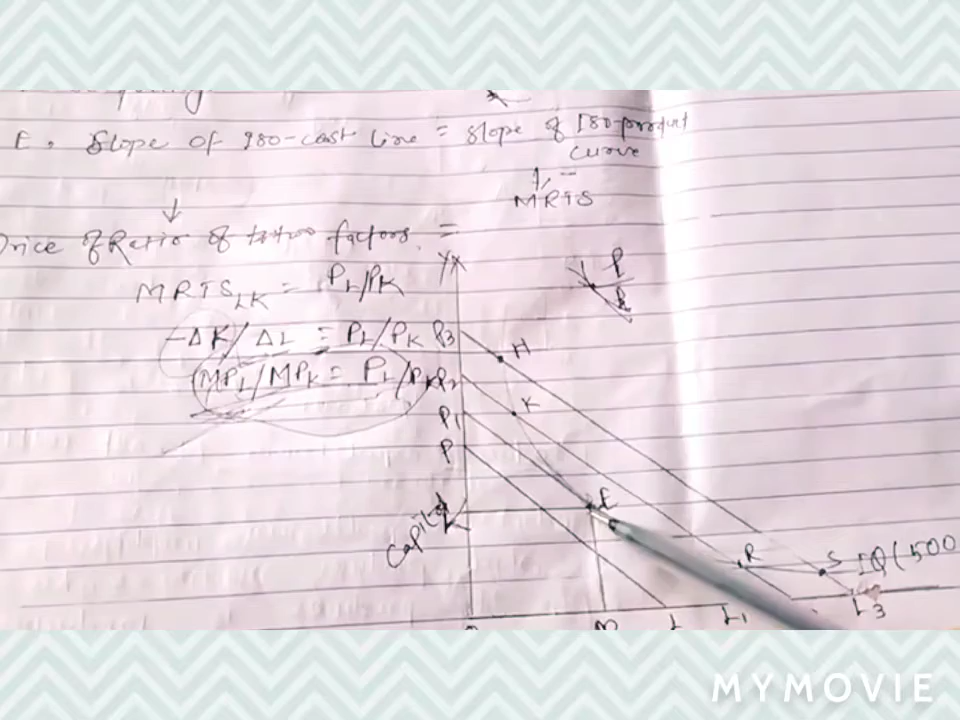 E, Slope of Iso-cost line = slope of Iso-product
curve
MRTS
Price of Ratio of two factors. =
MRTS LK = PL/PK
-ΔK/ΔL = PL/PK
MPL/MPK = PL/PK
Y
P
P3
H
P2
K
P1
P
E
Capital
R
S IQ(500
M L L1 L3
MYMOVIE